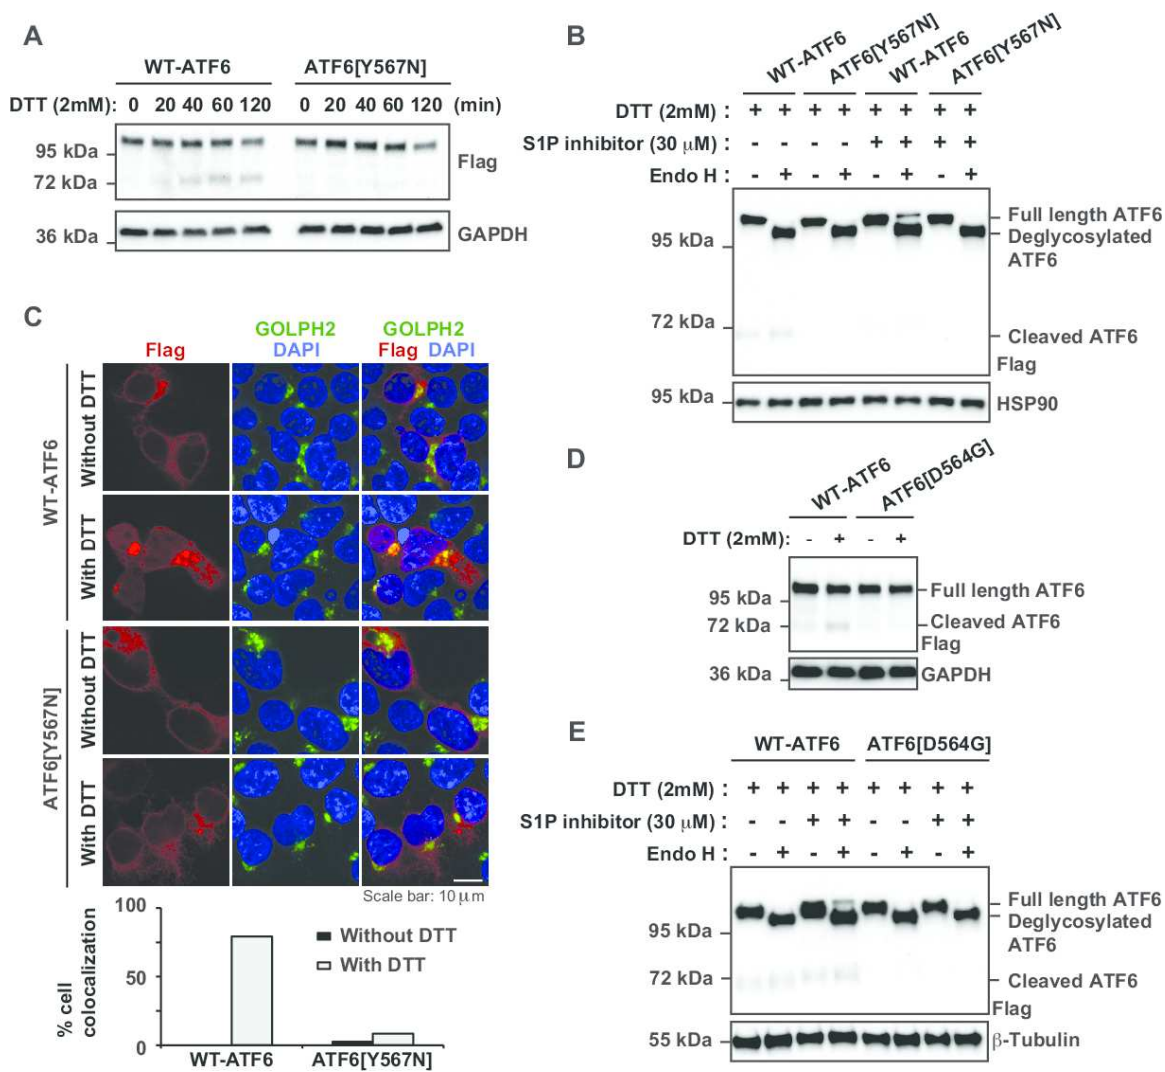 A
WT-ATF6 ATF6[Y567N]
DTT (2mM): 0 20 40 60 120 0 20 40 60 120 (min)
95 kDa
72 kDa
Flag
36 kDa
GAPDH
B
WT-ATF6 ATF6[Y567N] WT-ATF6 ATF6[Y567N]
DTT (2mM) : + + + + + + + +
S1P inhibitor (30 μM) : - - - - + + + +
Endo H : - + - + - + - +
Full length ATF6
Deglycosylated
ATF6
95 kDa
72 kDa
Cleaved ATF6
Flag
95 kDa
HSP90
C
Flag
GOLPH2
DAPI
GOLPH2
Flag DAPI
WT-ATF6
Without DTT
With DTT
ATF6[Y567N]
Without DTT
With DTT
Scale bar: 10 μm
% cell
colocalization
100
50
0
Without DTT
With DTT
WT-ATF6 ATF6[Y567N]
D
WT-ATF6 ATF6[D564G]
DTT (2mM): - + - +
Full length ATF6
95 kDa
72 kDa
Cleaved ATF6
Flag
36 kDa
GAPDH
E
WT-ATF6 ATF6[D564G]
DTT (2mM) : + + + + + + + +
S1P inhibitor (30 μM) : - - + + - - + +
Endo H : - + - + - + - +
Full length ATF6
Deglycosylated
ATF6
95 kDa
72 kDa
Cleaved ATF6
Flag
55 kDa
β-Tubulin